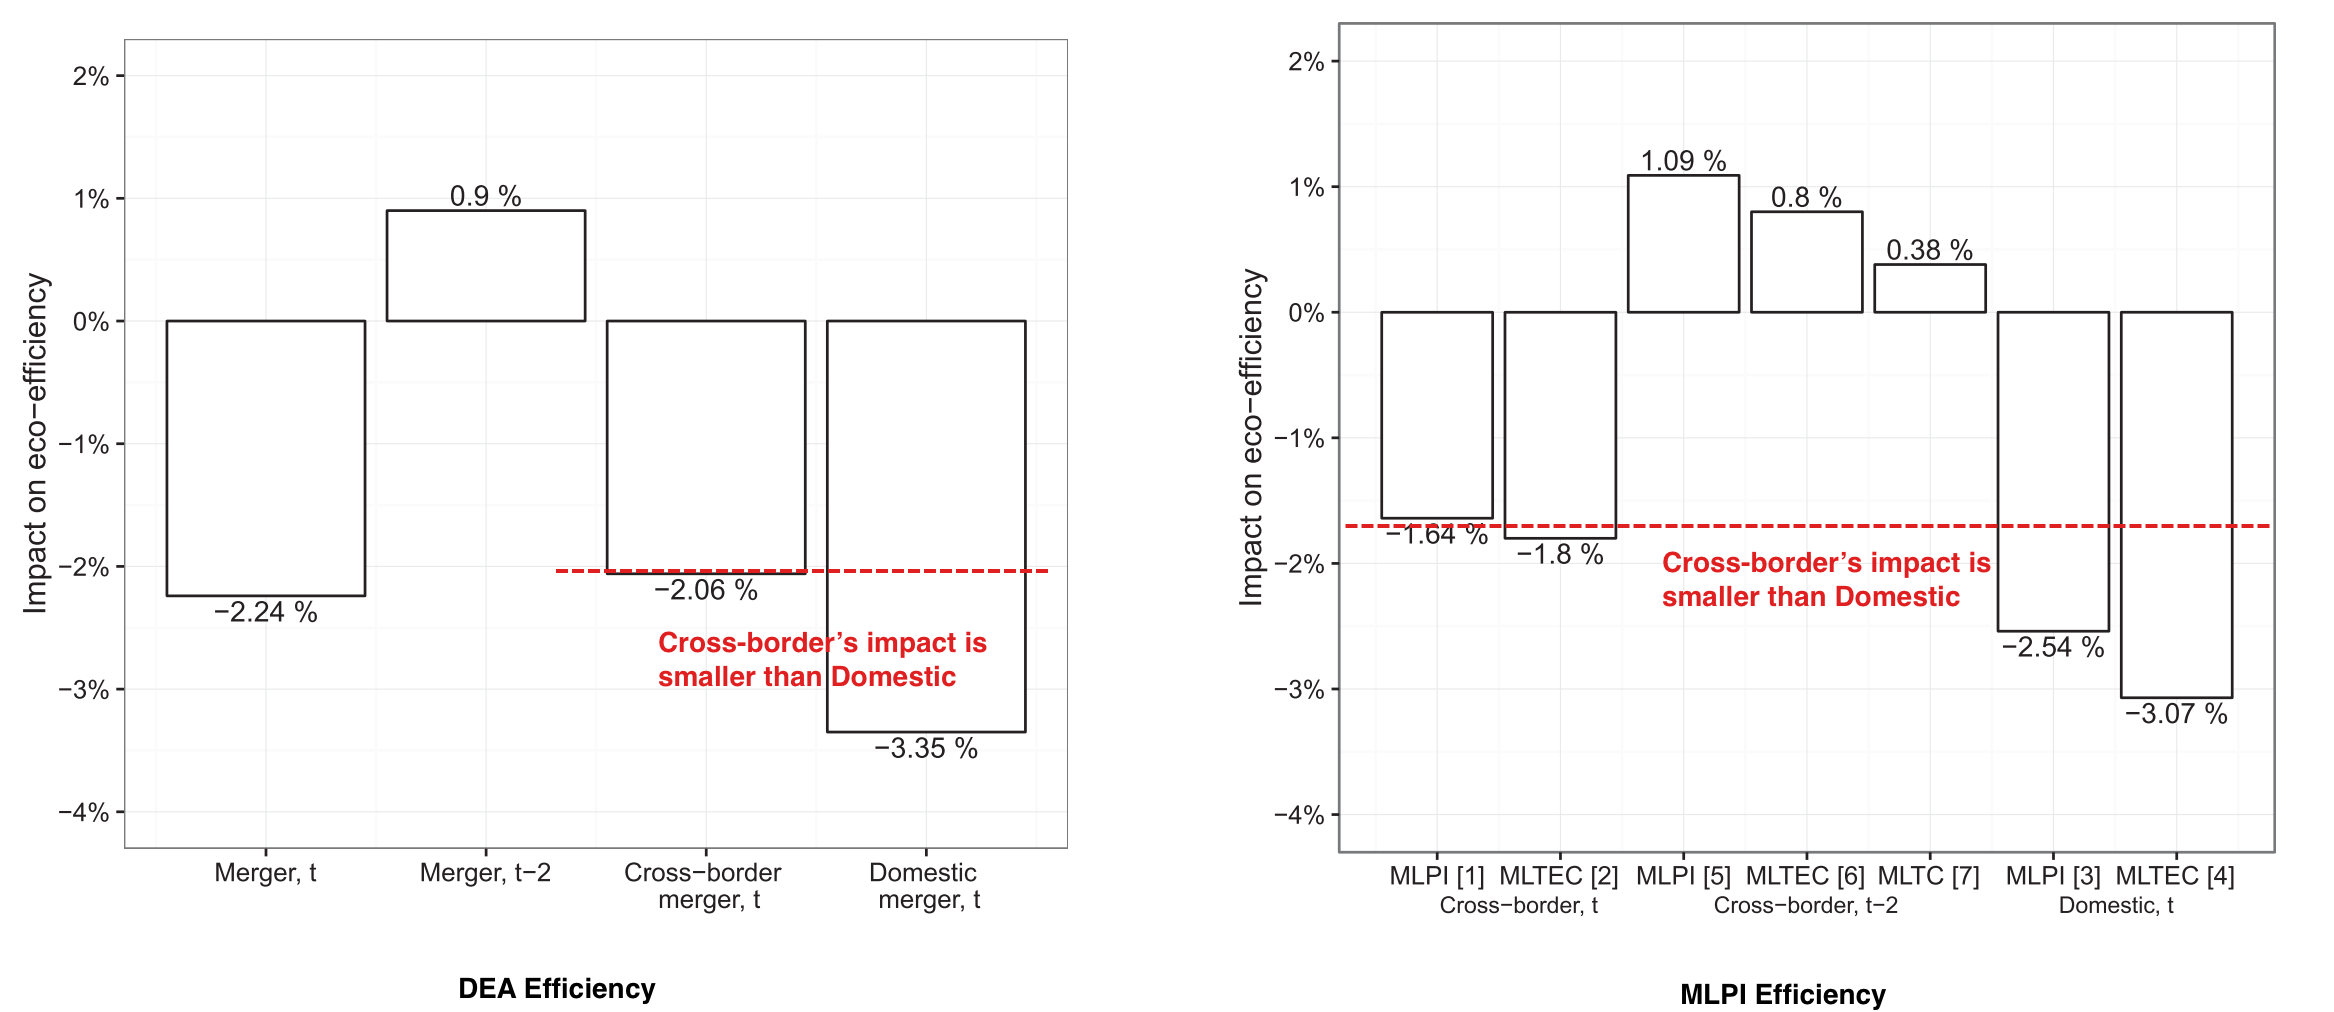 2%
1%
0%
−1%
−2%
−3%
−4%
Impact on eco−efficiency
−2.24 %
0.9 %
−2.06 %
−3.35 %
Cross-border’s impact is
smaller than Domestic
Merger, t
Merger, t−2
Cross−border
merger, t
Domestic
merger, t
DEA Efficiency
2%
1%
0%
−1%
−2%
−3%
−4%
Impact on eco−efficiency
−1.64 %
−1.8 %
1.09 %
0.8 %
0.38 %
−2.54 %
−3.07 %
Cross-border’s impact is
smaller than Domestic
MLPI [1] MLTEC [2] MLPI [5] MLTEC [6] MLTC [7] MLPI [3] MLTEC [4]
Cross−border, t Cross−border, t−2 Domestic, t
MLPI Efficiency